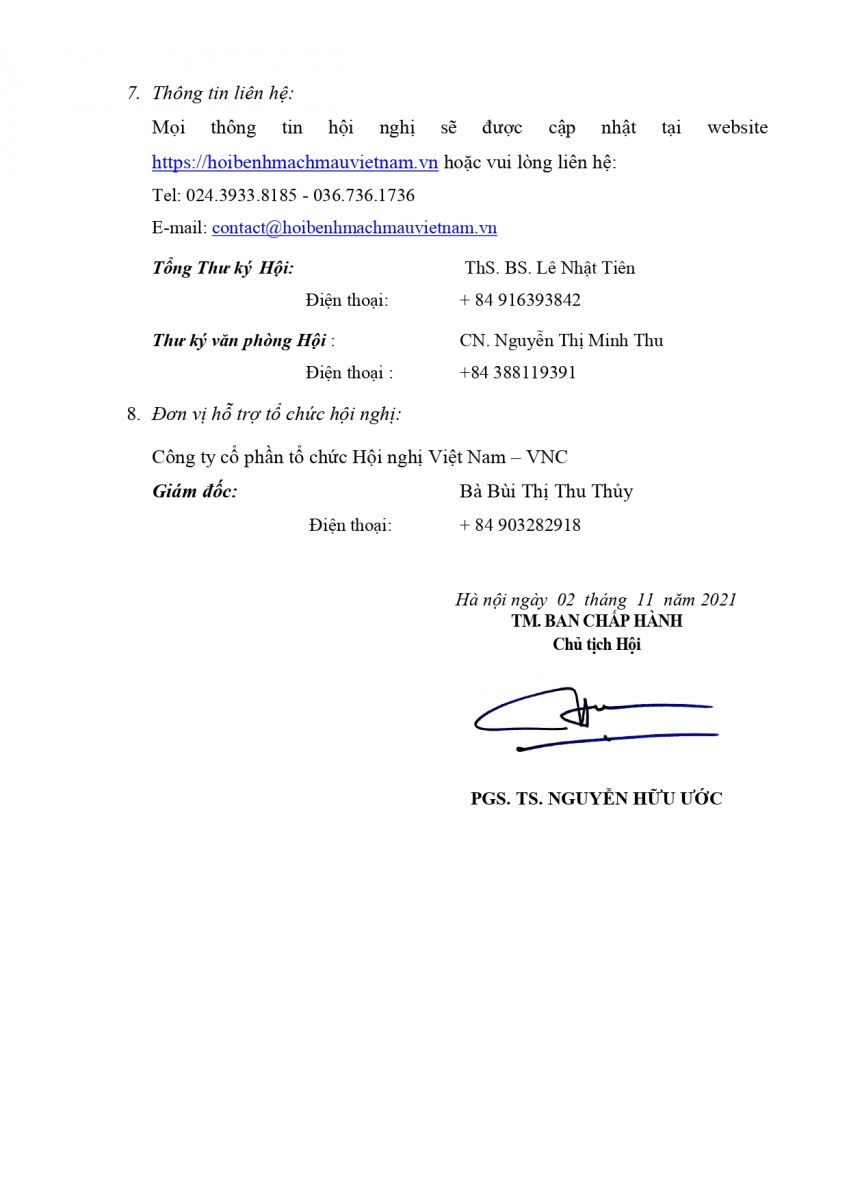 7. Thông tin liên hệ:
Mọi thông tin hội nghị sẽ được cập nhật tại website
https://hoibenhmachmauvietnam.vn hoặc vui lòng liên hệ:
Tel: 024.3933.8185 - 036.736.1736
E-mail: contact@hoibenhmachmauvietnam.vn
Tổng Thư ký Hội: ThS. BS. Lê Nhật Tiên
Điện thoại: + 84 916393842
Thư ký văn phòng Hội : CN. Nguyễn Thị Minh Thu
Điện thoại : +84 388119391
8. Đơn vị hỗ trợ tổ chức hội nghị:
Công ty cổ phần tổ chức Hội nghị Việt Nam – VNC
Giám đốc: Bà Bùi Thị Thu Thủy
Điện thoại: + 84 903282918
Hà nội ngày 02 tháng 11 năm 2021
TM. BAN CHẤP HÀNH
Chủ tịch Hội
PGS. TS. NGUYỄN HỮU ƯỚC